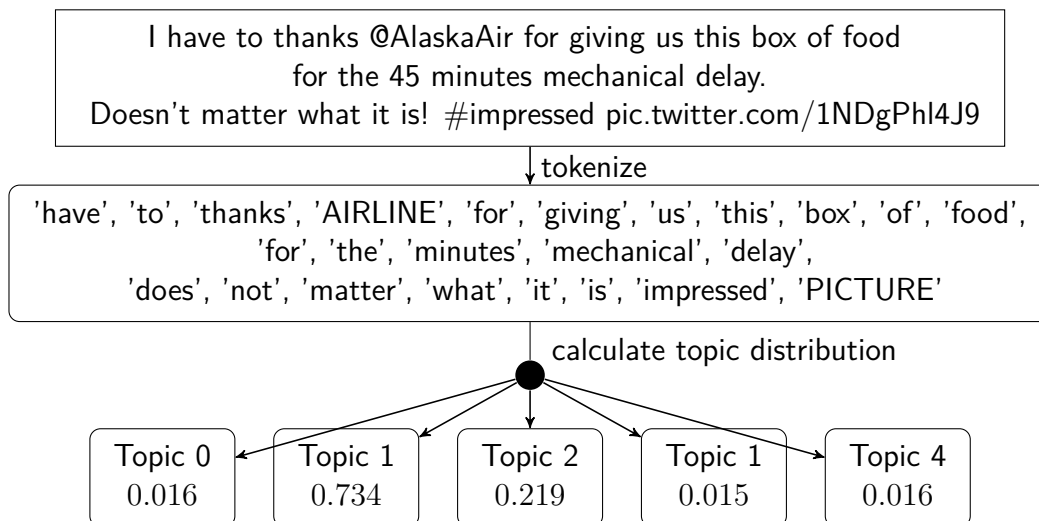 I have to thanks @AlaskaAir for giving us this box of food
for the 45 minutes mechanical delay.
Doesn't matter what it is! #impressed pic.twitter.com/1NDgPhl4J9
tokenize
'have', 'to', 'thanks', 'AIRLINE', 'for', 'giving', 'us', 'this', 'box', 'of', 'food',
'for', 'the', 'minutes', 'mechanical', 'delay',
'does', 'not', 'matter', 'what', 'it', 'is', 'impressed', 'PICTURE'
calculate topic distribution
Topic 0
0.016
Topic 1
0.734
Topic 2
0.219
Topic 1
0.015
Topic 4
0.016